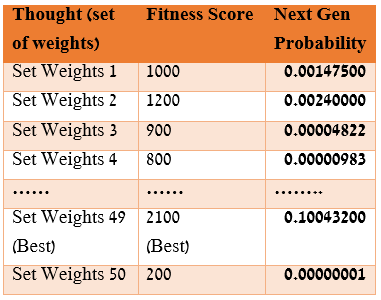 Thought (set of weights) Fitness Score Next Gen Probability
Set Weights 1 1000 0.00147500
Set Weights 2 1200 0.00240000
Set Weights 3 900 0.00004822
Set Weights 4 800 0.00000983
…… …… ……..
Set Weights 49 (Best) 2100 (Best) 0.10043200
Set Weights 50 200 0.00000001